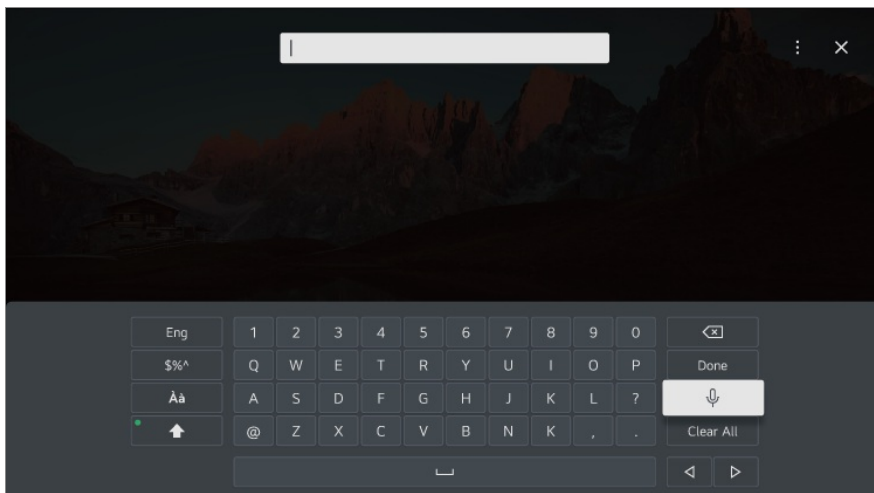 Eng 1 2 3 4 5 6 7 8 9 0
$%^ Q W E T R Y U I O P Done
Àà A S D F G H J K L ?
@ Z X C V B N K , . Clear All